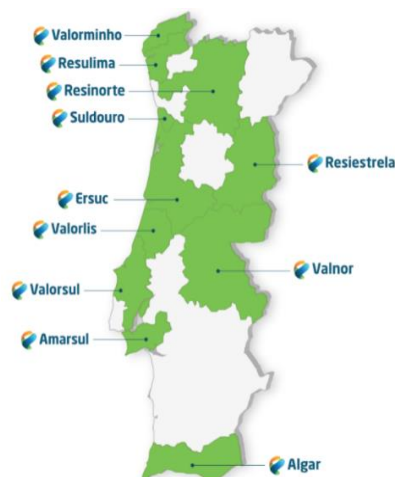 Valorminho
Resulima
Resinorte
Suldouro
Resiestrela
Ersuc
Valorlis
Valnor
Valorsul
Amarsul
Algar